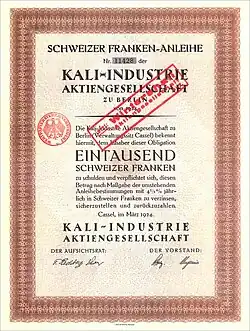 SCHWEIZER FRANKEN-ANLEIHE
Nr. 11428 der
KALI-INDUSTRIE
AKTIENGESELLSCHAFT
ZU BERLIN
Die Kali-Industrie Aktiengesellschaft zu
Berlin (Verwaltungssitz Cassel) bekennt
hiermit, dem Inhaber dieser Obligation
EINTAUSEND
SCHWEIZER FRANKEN
zu schulden und verpflichtet sich, diesen
Betrag nach Maßgabe der umstehenden
Anleihebestimmungen mit 4½% jähr-
lich in Schweizer Franken zu verzinsen,
sicherzustellen und zurückzuzahlen.
Cassel, im März 1924.
KALI-INDUSTRIE
AKTIENGESELLSCHAFT
DER AUFSICHTSRAT:
DER VORSTAND: